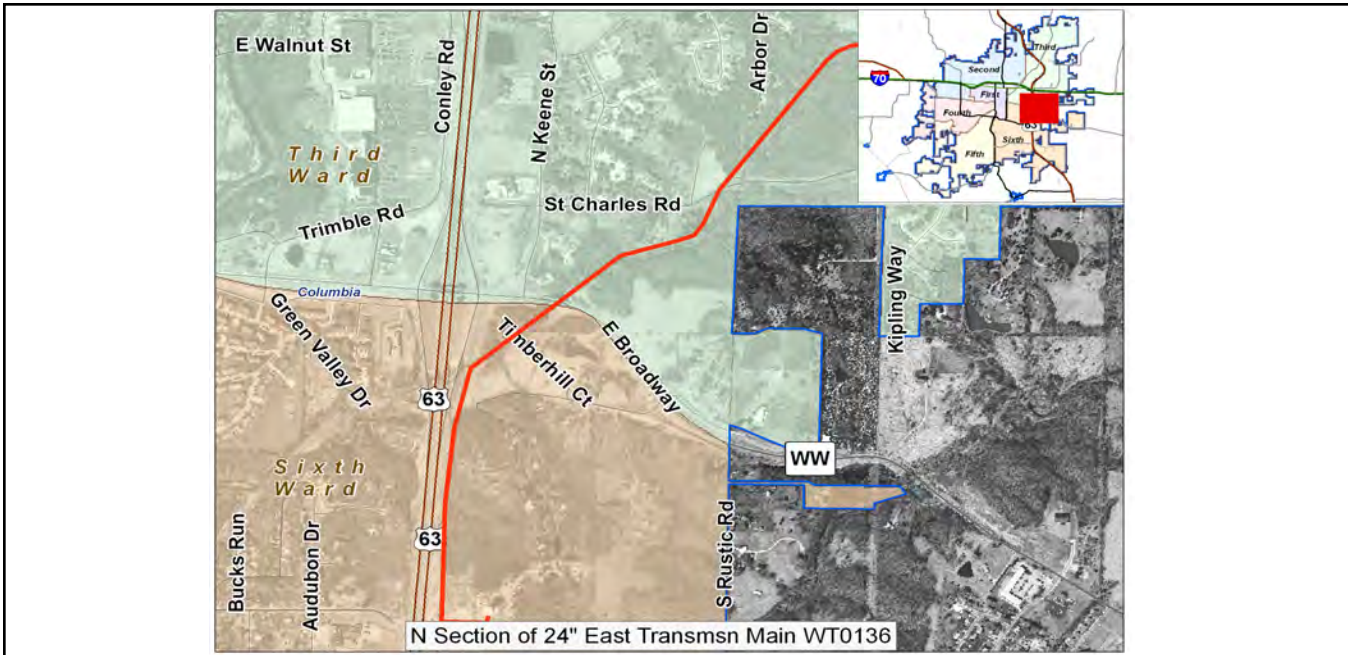 E Walnut St
Conley Rd
N Keene St
Arbor Dr
Third
Ward
Trimble Rd
St Charles Rd
Columbia
Green Valley Dr
Timberhill Ct
E Broadway
Kipling Way
63
WW
Sixth
Ward
63
Bucks Run
Audubon Dr
S Rustic Rd
N Section of 24" East Transmsn Main WT0136
70
Second
Third
First
Fourth
63
Fifth
Sixth